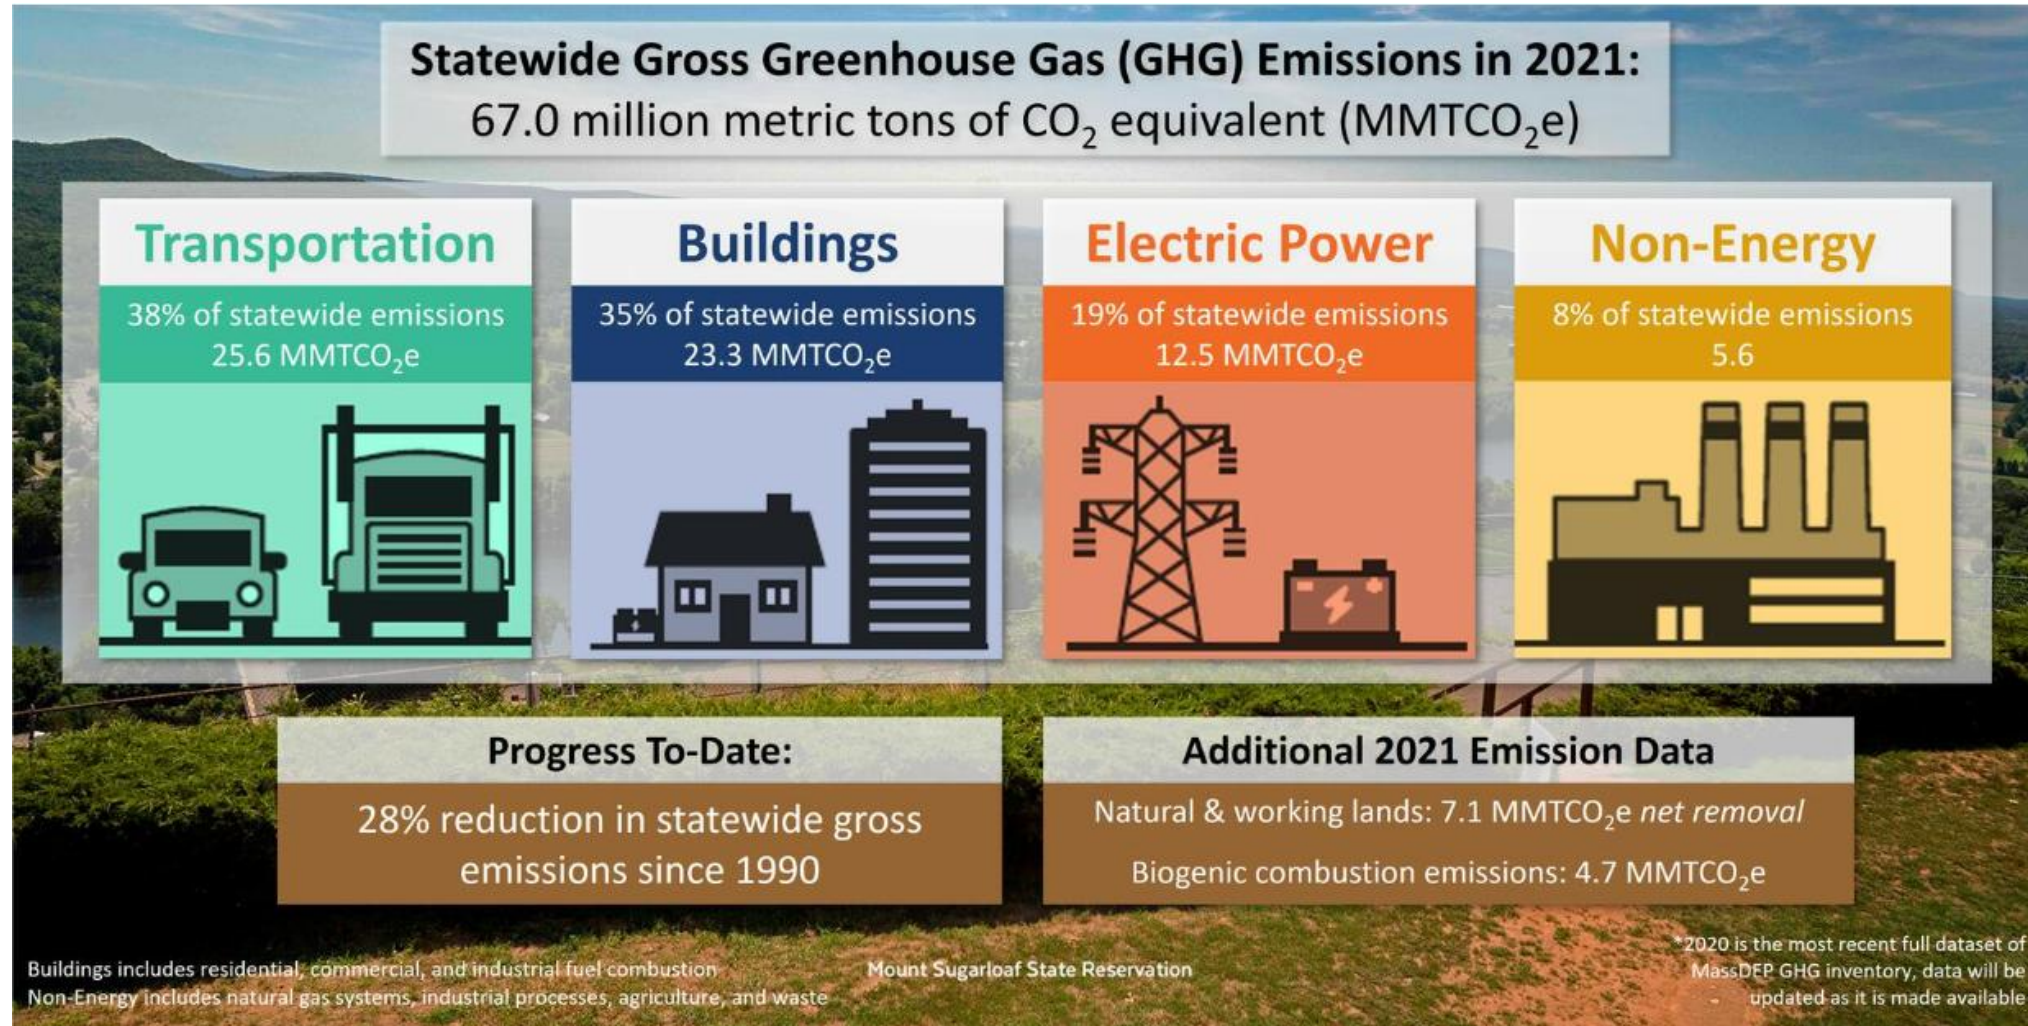 Statewide Gross Greenhouse Gas (GHG) Emissions in 2021:
67.0 million metric tons of CO₂ equivalent (MMTCO₂e)
Transportation
38% of statewide emissions
25.6 MMTCO₂e
Buildings
35% of statewide emissions
23.3 MMTCO₂e
Electric Power
19% of statewide emissions
12.5 MMTCO₂e
Non-Energy
8% of statewide emissions
5.6
Progress To-Date:
28% reduction in statewide gross
emissions since 1990
Additional 2021 Emission Data
Natural & working lands: 7.1 MMTCO₂e net removal
Biogenic combustion emissions: 4.7 MMTCO₂e
Buildings includes residential, commercial, and industrial fuel combustion
Non-Energy includes natural gas systems, industrial processes, agriculture, and waste
Mount Sugarloaf State Reservation
*2020 is the most recent full dataset of
MassDEP GHG inventory, data will be
updated as it is made available